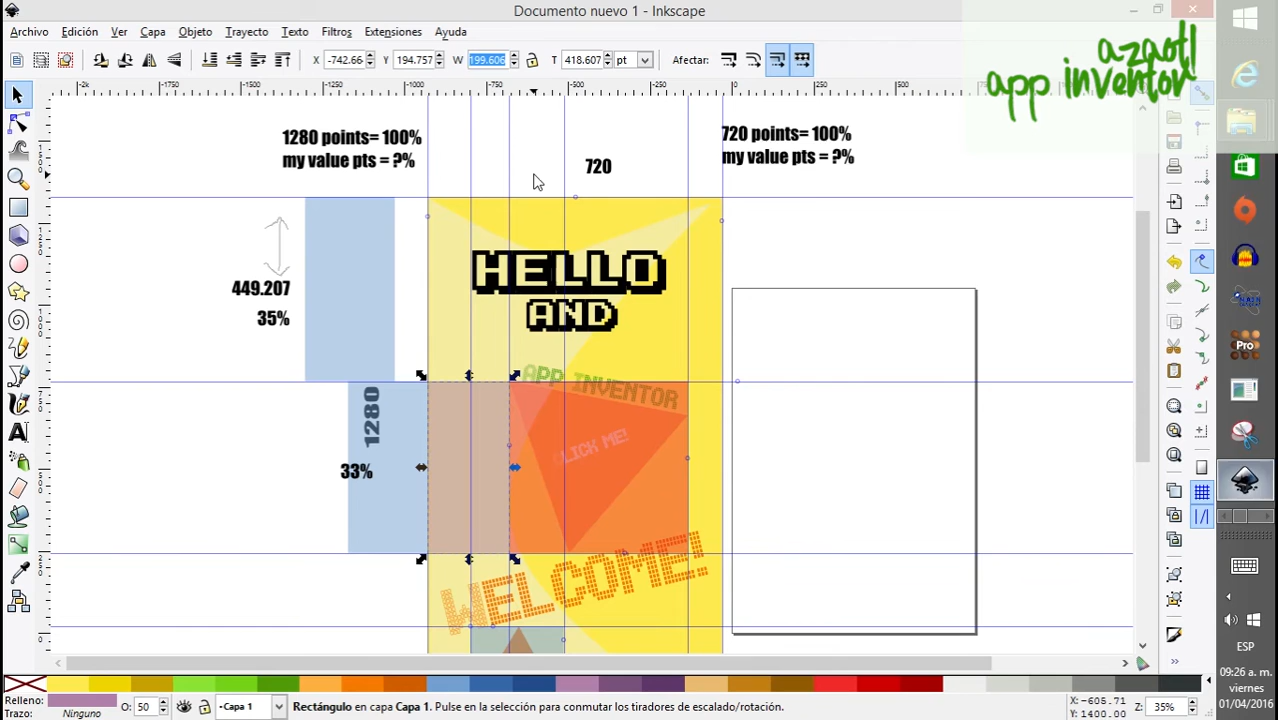 Documento nuevo 1 - Inkscape
Archivo Edición Ver Capa Objeto Trayecto Texto Filtros Extensiones Ayuda
X -742.66 Y 194.757 W 199.606 T 418.607 pt Afectar:
azaotl
app inventor
1280 points= 100%
my value pts = ?%
720
720 points= 100%
my value pts = ?%
HELLO
AND
449.207
35%
APP INVENTOR
CLICK ME!
1280
33%
WELCOME!
Pro
ESP
09:26 a. m.
viernes
01/04/2016
Relleno:
Trazo: Ninguno
O: 50
Capa 1
Rectángulo en capa Capa 1. Pulse en la selección para conmutar los tiradores de escalado/rotación.
X: -605.71
Y: 1400.00
Z: 35%